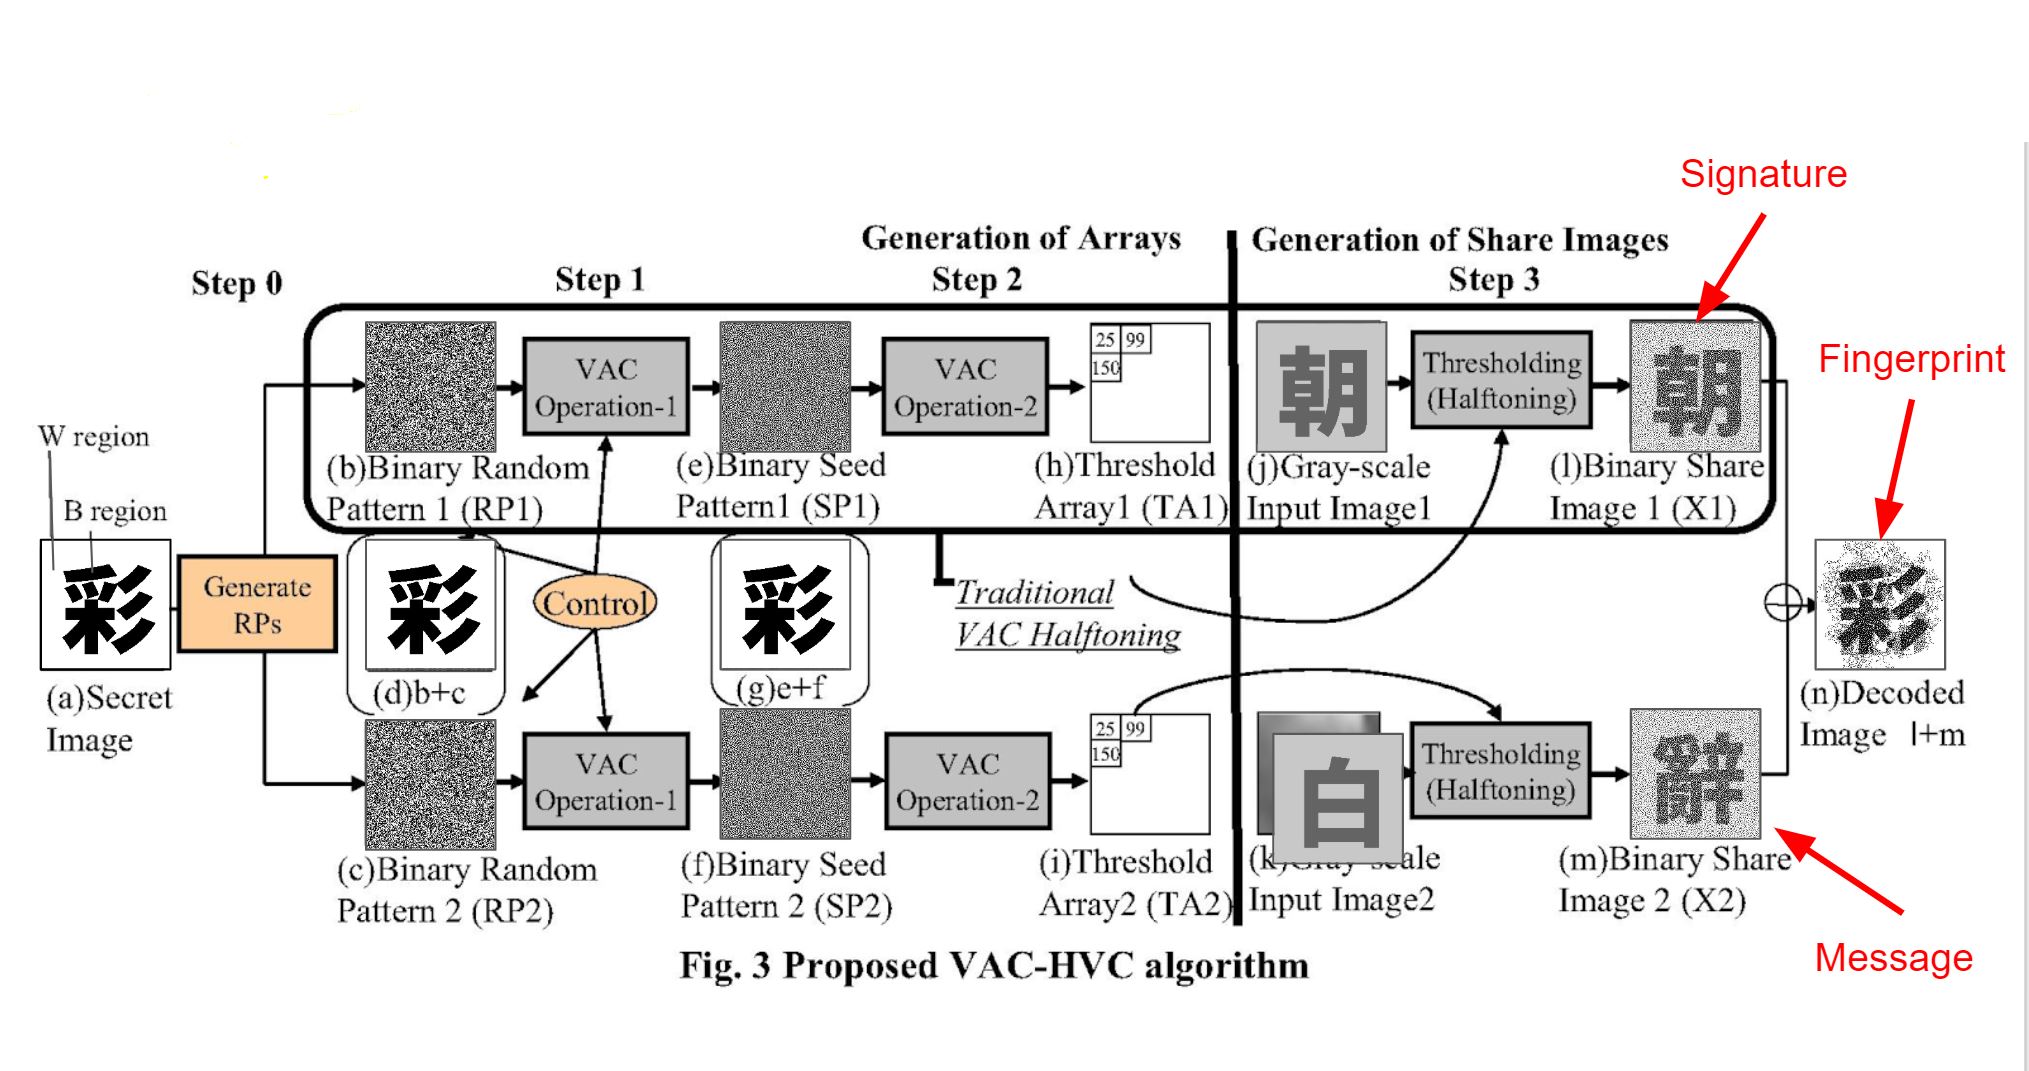 Signature
Generation of Arrays
Generation of Share Images
Step 0
Step 1
Step 2
Step 3
Fingerprint
VAC
Operation-1
VAC
Operation-2
25 99
150
朝
Thresholding
(Halftoning)
朝
W region
B region
(b)Binary Random
Pattern 1 (RP1)
(e)Binary Seed
Pattern1 (SP1)
(h)Threshold
Array1 (TA1)
(j)Gray-scale
Input Image1
(l)Binary Share
Image 1 (X1)
彩
Generate
RPs
彩
(d)b+c
Control
彩
(g)e+f
Traditional
VAC Halftoning
彩
(a)Secret
Image
(n)Decoded
Image l+m
VAC
Operation-1
VAC
Operation-2
25 99
150
白
Thresholding
(Halftoning)
辭
(c)Binary Random
Pattern 2 (RP2)
(f)Binary Seed
Pattern 2 (SP2)
(i)Threshold
Array2 (TA2)
Input Image2
(m)Binary Share
Image 2 (X2)
Message
Fig. 3 Proposed VAC-HVC algorithm